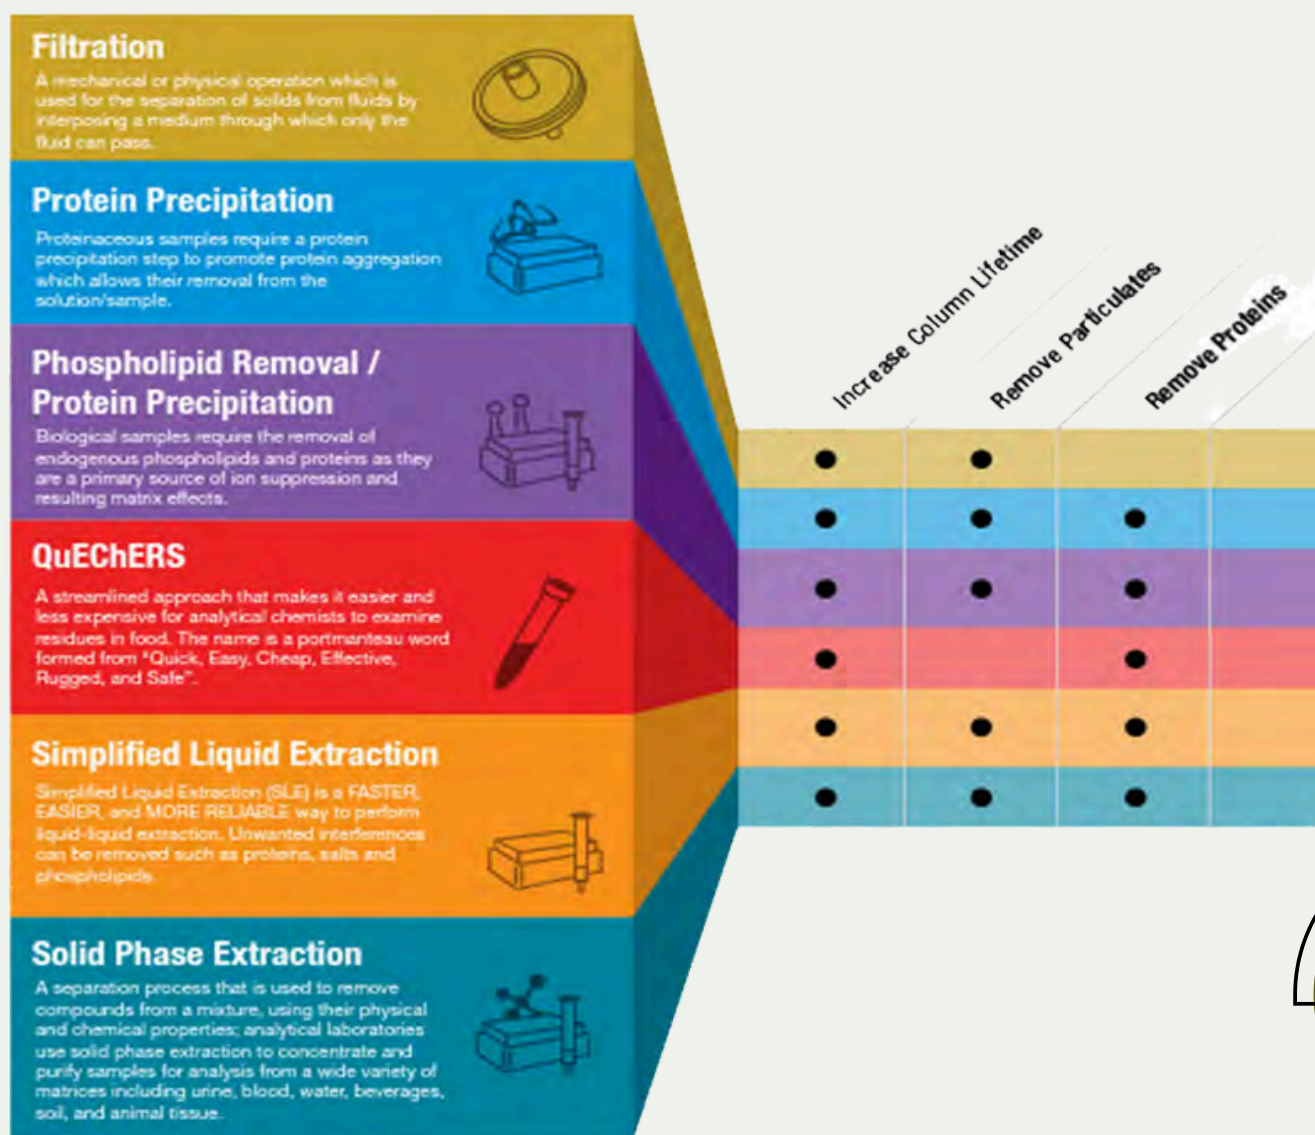 Filtration
A mechanical or physical operation which is
used for the separation of solids from fluids by
interposing a medium through which only the
fluid can pass.
Protein Precipitation
Proteinaceous samples require a protein
precipitation step to promote protein aggregation
which allows their removal from the
solution/sample.
Phospholipid Removal /
Protein Precipitation
Biological samples require the removal of
endogenous phospholipids and proteins as they
are a primary source of ion suppression and
resulting matrix effects.
QuEChERS
A streamlined approach that makes it easier and
less expensive for analytical chemists to examine
residues in food. The name is a portmanteau word
formed from "Quick, Easy, Cheap, Effective,
Rugged, and Safe".
Simplified Liquid Extraction
Simplified Liquid Extraction (SLE) is a FASTER,
EASIER, and MORE RELIABLE way to perform
liquid-liquid extraction. Unwanted interferences
can be removed such as proteins, salts and
phospholipids.
Solid Phase Extraction
A separation process that is used to remove
compounds from a mixture, using their physical
and chemical properties; analytical laboratories
use solid phase extraction to concentrate and
purify samples for analysis from a wide variety of
matrices including urine, blood, water, beverages,
soil, and animal tissue.
Increase Column Lifetime
Remove Particulates
Remove Proteins